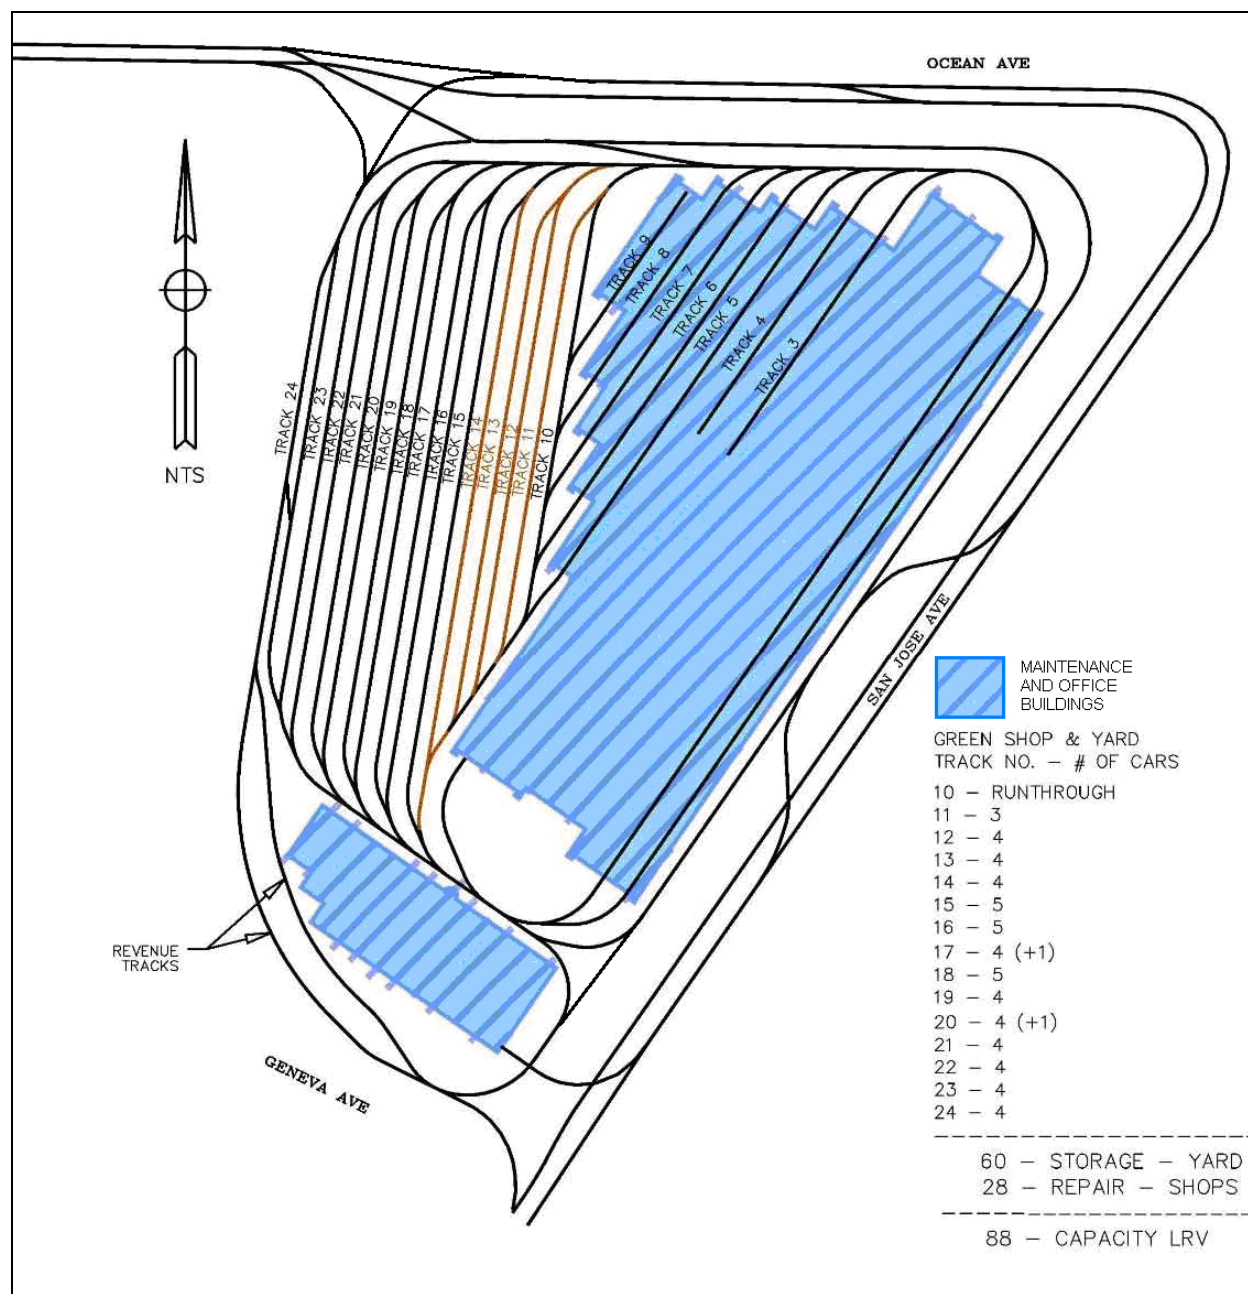 OCEAN AVE
NTS
TRACK 9
TRACK 8
TRACK 7
TRACK 6
TRACK 5
TRACK 4
TRACK 3
TRACK 24
TRACK 23
TRACK 22
TRACK 21
TRACK 20
TRACK 19
TRACK 18
TRACK 17
TRACK 16
TRACK 15
TRACK 14
TRACK 13
TRACK 12
TRACK 11
TRACK 10
SAN JOSE AVE
REVENUE
TRACKS
GENEVA AVE
MAINTENANCE
AND OFFICE
BUILDINGS
GREEN SHOP & YARD
TRACK NO. – # OF CARS
10 – RUNTHROUGH
11 – 3
12 – 4
13 – 4
14 – 4
15 – 5
16 – 5
17 – 4 (+1)
18 – 5
19 – 4
20 – 4 (+1)
21 – 4
22 – 4
23 – 4
24 – 4
60 – STORAGE – YARD
28 – REPAIR – SHOPS
88 – CAPACITY LRV